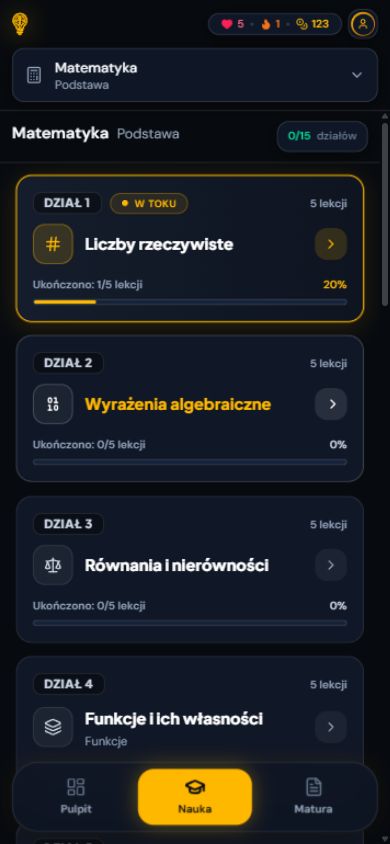 5 • 1 • 123
Matematyka
Podstawa
Matematyka Podstawa
0/15 działów
DZIAŁ 1
W TOKU
5 lekcji
Liczby rzeczywiste
Ukończono: 1/5 lekcji
20%
DZIAŁ 2
5 lekcji
01
10
Wyrażenia algebraiczne
Ukończono: 0/5 lekcji
0%
DZIAŁ 3
5 lekcji
Równania i nierówności
Ukończono: 0/5 lekcji
0%
DZIAŁ 4
5 lekcji
Funkcje i ich własności
Funkcje
Pulpit
Nauka
Matura